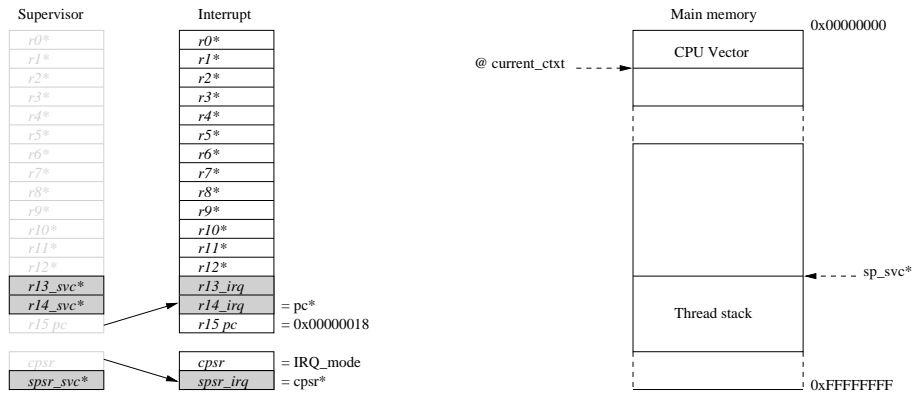 Supervisor
r0*
r1*
r2*
r3*
r4*
r5*
r6*
r7*
r8*
r9*
r10*
r11*
r12*
r13_svc*
r14_svc*
r15 pc
cpsr
spsr_svc*
Interrupt
r0*
r1*
r2*
r3*
r4*
r5*
r6*
r7*
r8*
r9*
r10*
r11*
r12*
r13_irq
r14_irq = pc*
r15 pc = 0x00000018
cpsr = IRQ_mode
spsr_irq = cpsr*
Main memory
0x00000000
CPU Vector
@ current_ctxt
sp_svc*
Thread stack
0xFFFFFFFF